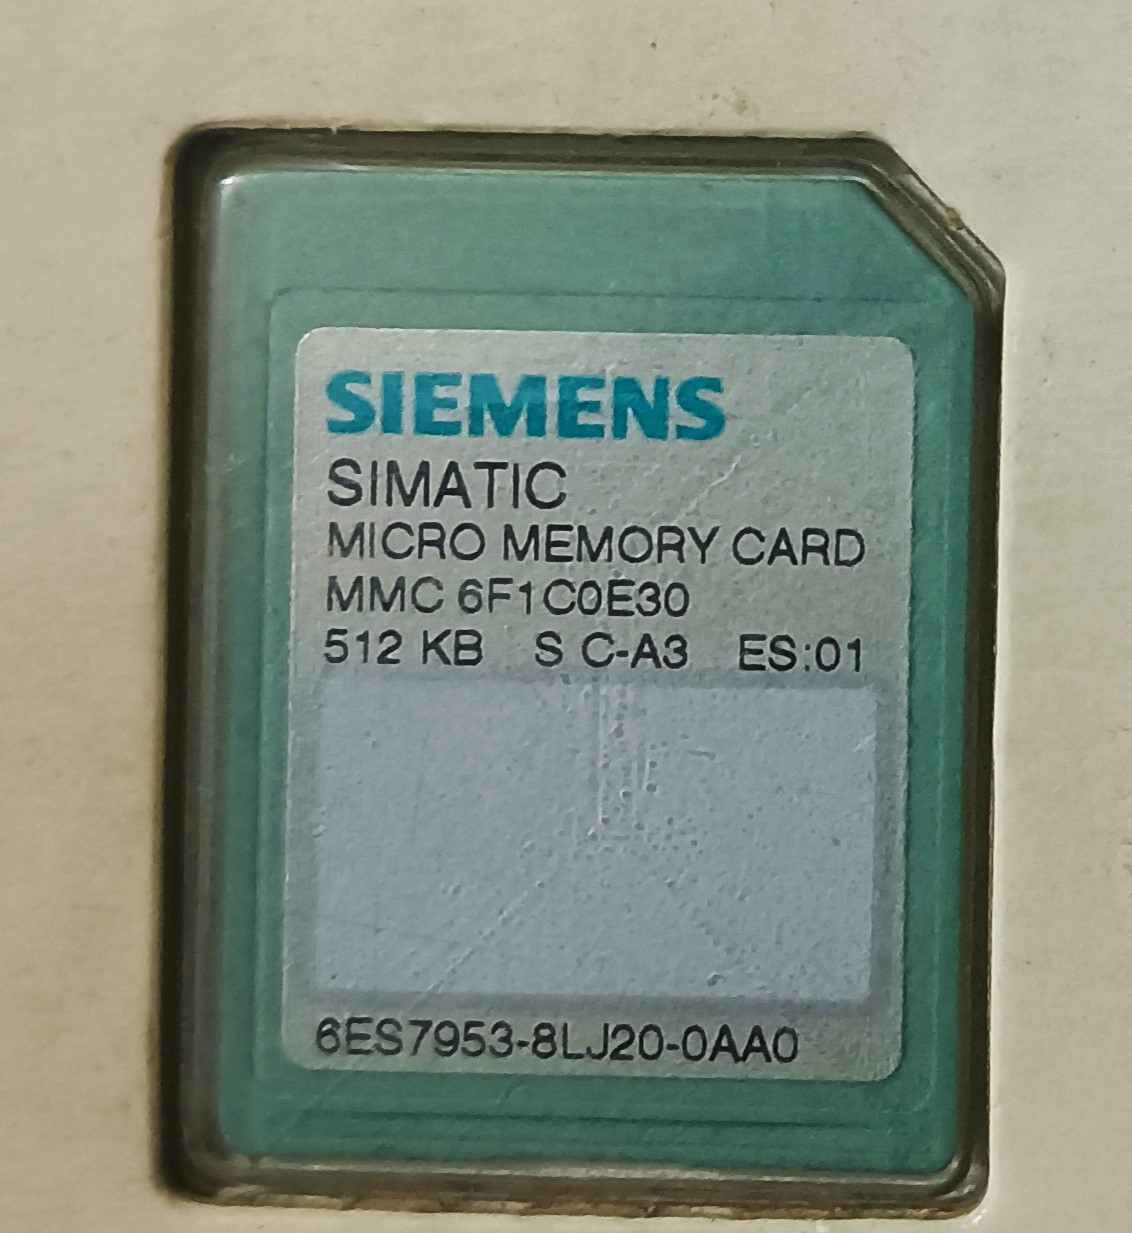 SIEMENS
SIMATIC
MICRO MEMORY CARD
MMC 6F1C0E30
512 KB S C-A3 ES:01
6ES7953-8LJ20-0AA0